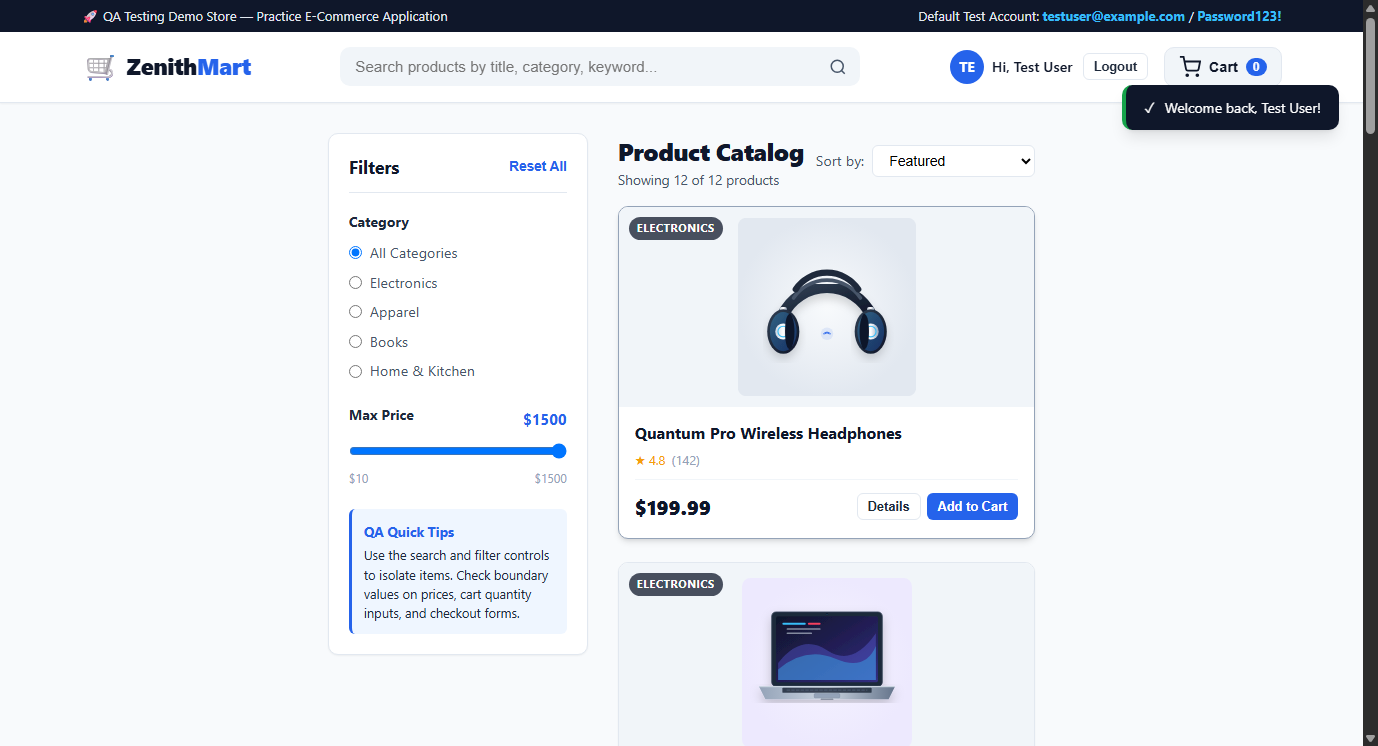 🚀 QA Testing Demo Store — Practice E-Commerce Application
Default Test Account: testuser@example.com / Password123!
ZenithMart
Search products by title, category, keyword...
TE
Hi, Test User
Logout
Cart 0
✓ Welcome back, Test User!
Filters
Reset All
Category
All Categories
Electronics
Apparel
Books
Home & Kitchen
Max Price
$1500
$10
$1500
QA Quick Tips
Use the search and filter controls
to isolate items. Check boundary
values on prices, cart quantity
inputs, and checkout forms.
Product Catalog
Showing 12 of 12 products
Sort by:
Featured
ELECTRONICS
Quantum Pro Wireless Headphones
★ 4.8 (142)
$199.99
Details
Add to Cart
ELECTRONICS